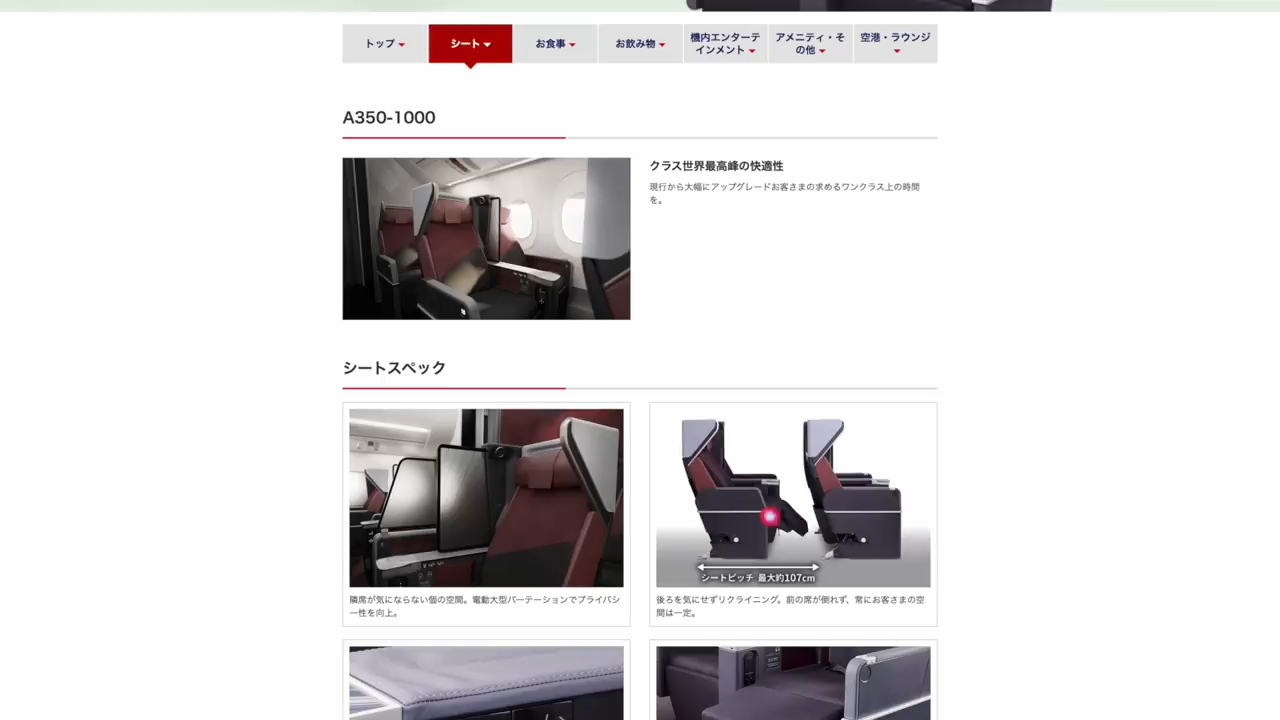 トップ
シート
お食事
お飲み物
機内エンターテ
インメント
アメニティ・そ
の他
空港・ラウンジ
A350-1000
クラス世界最高峰の快適性
現行から大幅にアップグレードお客さまの求めるワンクラス上の時間
を。
シートスペック
シートピッチ 最大約107cm
隣席が気にならない個の空間。電動大型パーテーションでプライバシ
ー性を向上。
後ろを気にせずリクライニング。前の席が倒れず、常にお客さまの空
間は一定。